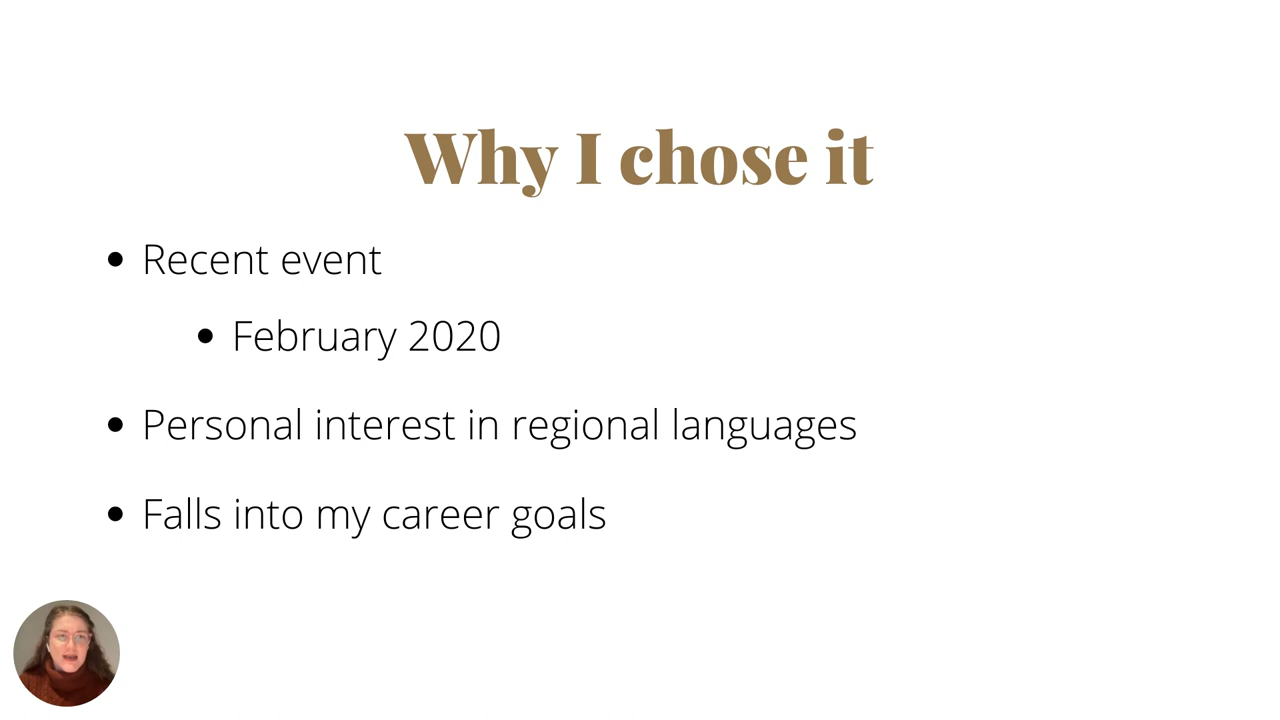 Why I chose it
Recent event
February 2020
Personal interest in regional languages
Falls into my career goals